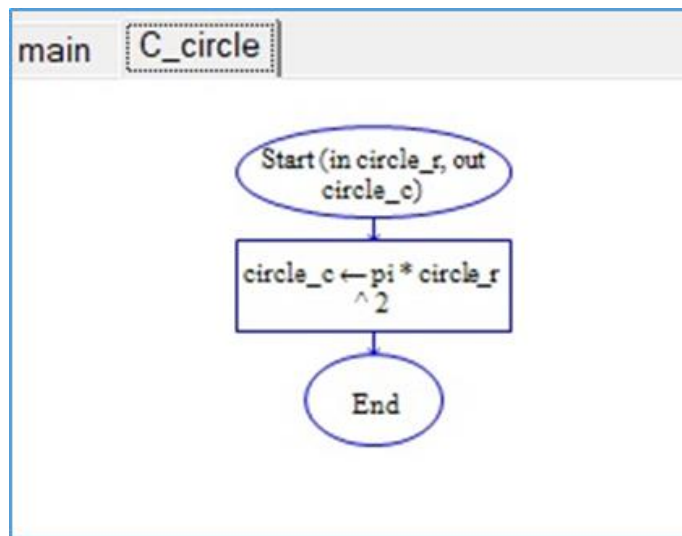 main
C_circle
Start (in circle_r, out
circle_c)
circle_c ← pi * circle_r
^ 2
End